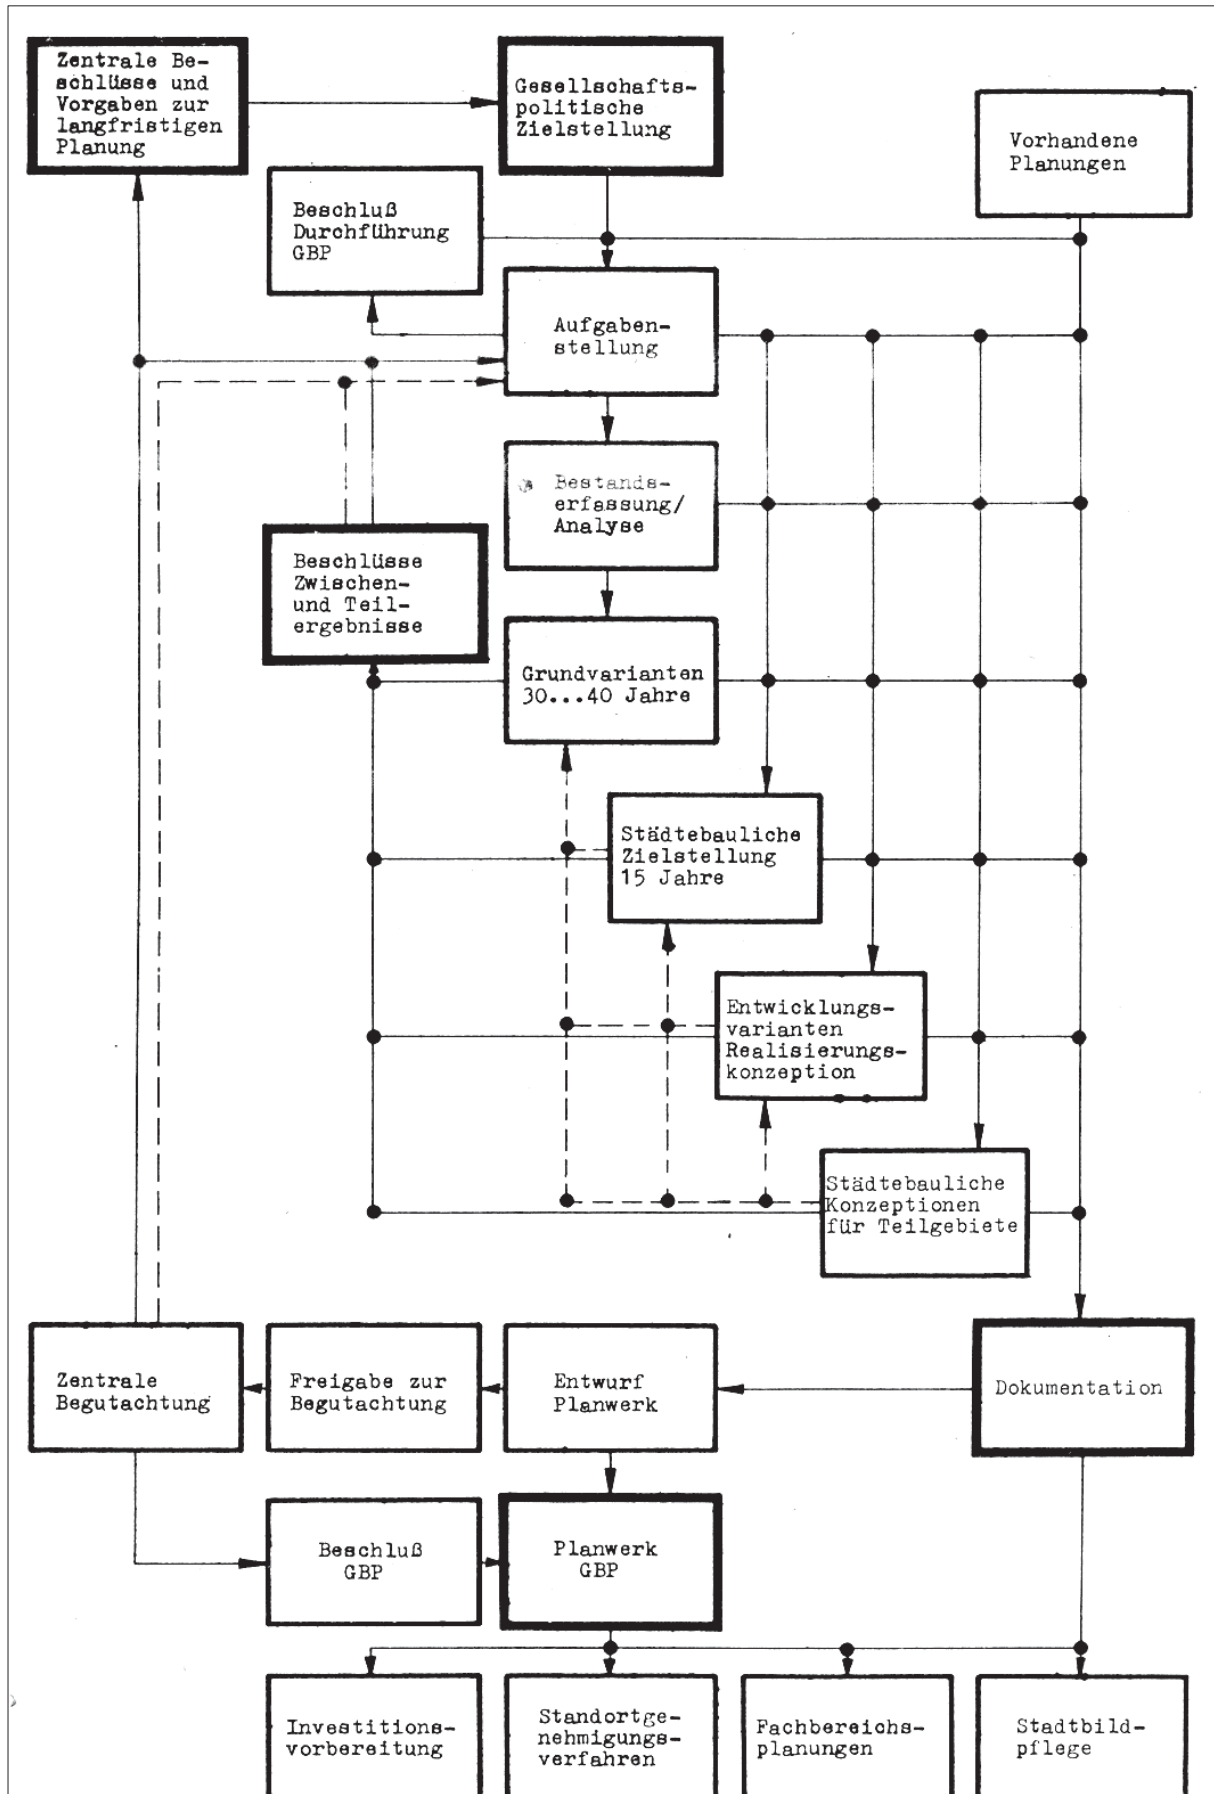 Zentrale Be-
schlüsse und
Vorgaben zur
langfristigen
Planung
Gesellschafts-
politische
Zielstellung
Vorhandene
Planungen
Beschluß
Durchführung
GBP
Aufgaben-
stellung
Bestands-
erfassung/
Analyse
Beschlüsse
Zwischen-
und Teil-
ergebnisse
Grundvarianten
30...40 Jahre
Städtebauliche
Zielstellung
15 Jahre
Entwicklungs-
varianten
Realisierungs-
konzeption
Städtebauliche
Konzeptionen
für Teilgebiete
Zentrale
Begutachtung
Freigabe zur
Begutachtung
Entwurf
Planwerk
Dokumentation
Beschluß
GBP
Planwerk
GBP
Investitions-
vorbereitung
Standortge-
nehmigungs-
verfahren
Fachbereichs-
planungen
Stadtbild-
pflege